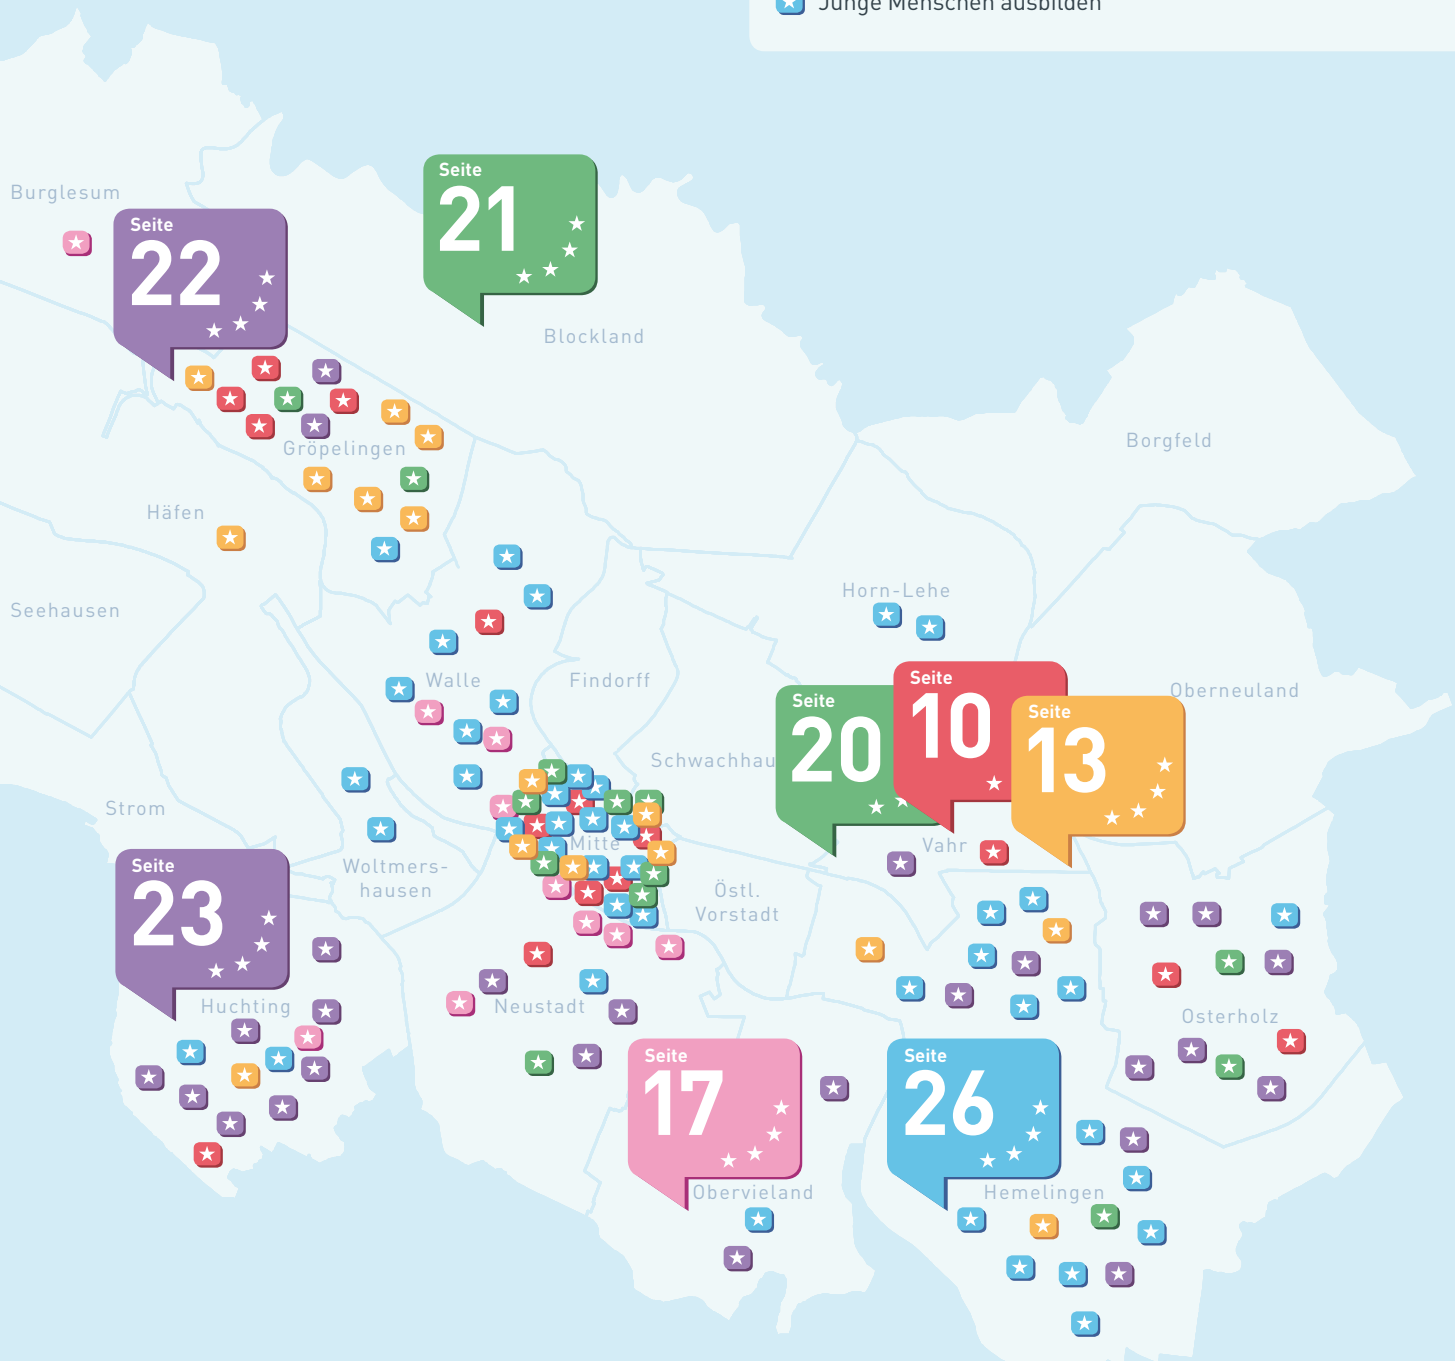 Junge Menschen ausbilden
Burglesum
Seite
21
Seite
22
Blockland
Borgfeld
Gröpelingen
Häfen
Horn-Lehe
Seehausen
Walle
Findorff
Oberneuland
Seite
10
Seite
20
Seite
13
Schwachhau
Strom
Mitte
Vahr
Woltmers-
hausen
Östl.
Vorstadt
Seite
23
Huchting
Neustadt
Osterholz
Seite
17
Seite
26
Obervieland
Hemelingen